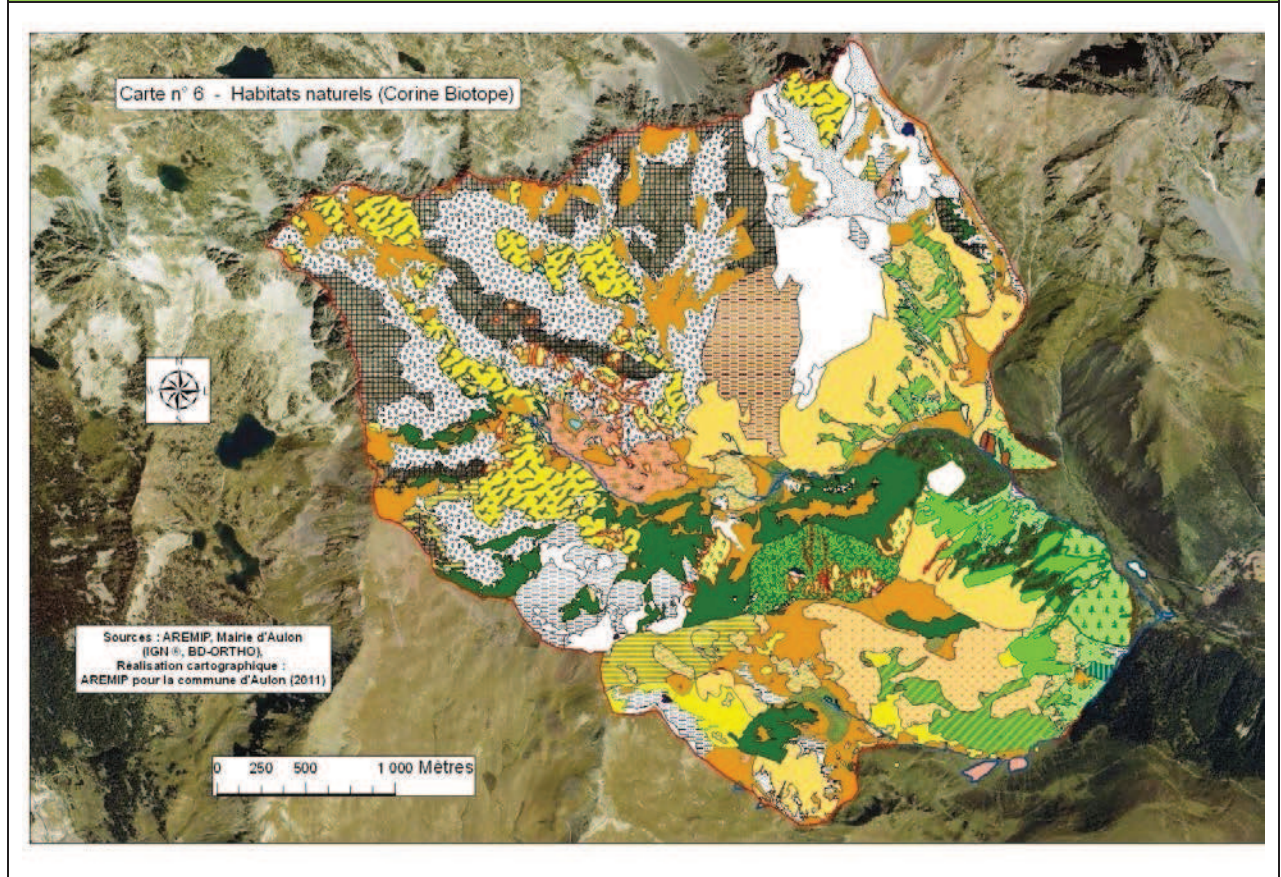 Carte n° 6 - Habitats naturels (Corine Biotope)
Sources : AREMIP, Mairie d'Aulon
(IGN ®, BD-ORTHO),
Réalisation cartographique :
AREMIP pour la commune d'Aulon (2011)
0 250 500 1 000 Mètres